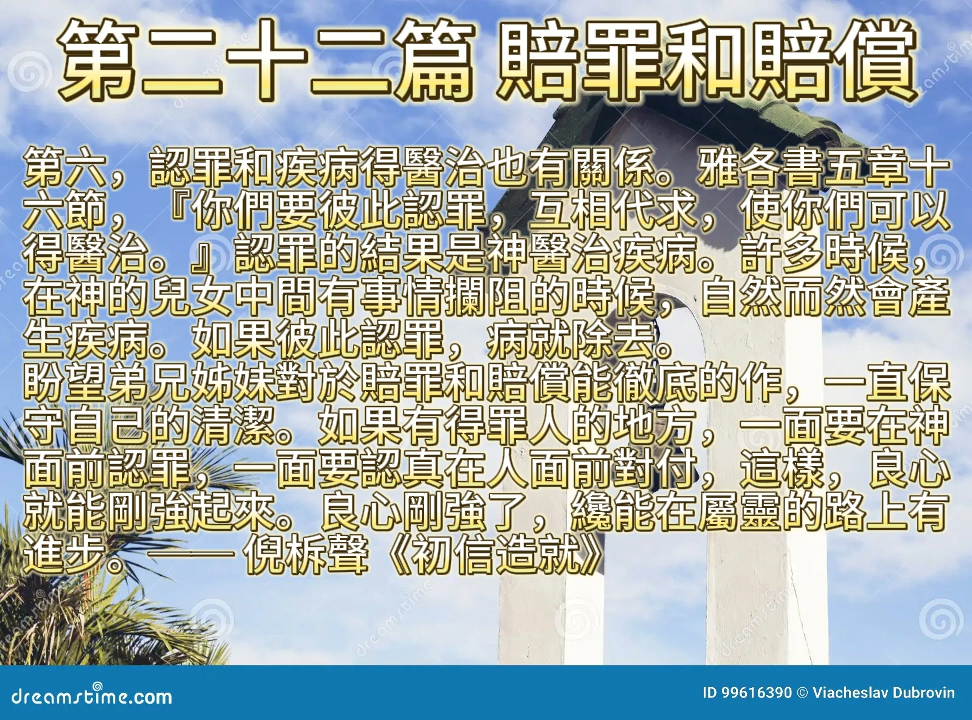 第二十二篇 賠罪和賠償
第六，認罪和疾病得醫治也有關係。雅各書五章十
六節，『你們要彼此認罪，互相代求，使你們可以
得醫治。』認罪的結果是神醫治疾病。許多時候，
在神的兒女中間有事情攔阻的時候，自然而然會產
生疾病。如果彼此認罪，病就除去。
盼望弟兄姊妹對於賠罪和賠償能徹底的作，一直保
守自己的清潔。如果有得罪人的地方，一面要在神
面前認罪，一面要認真在人面前對付，這樣，良心
就能剛強起來。良心剛強了，纔能在屬靈的路上有
進步。—— 倪柝聲《初信造就》
dreamstime.com
ID 99616390 © Viacheslav Dubrovin